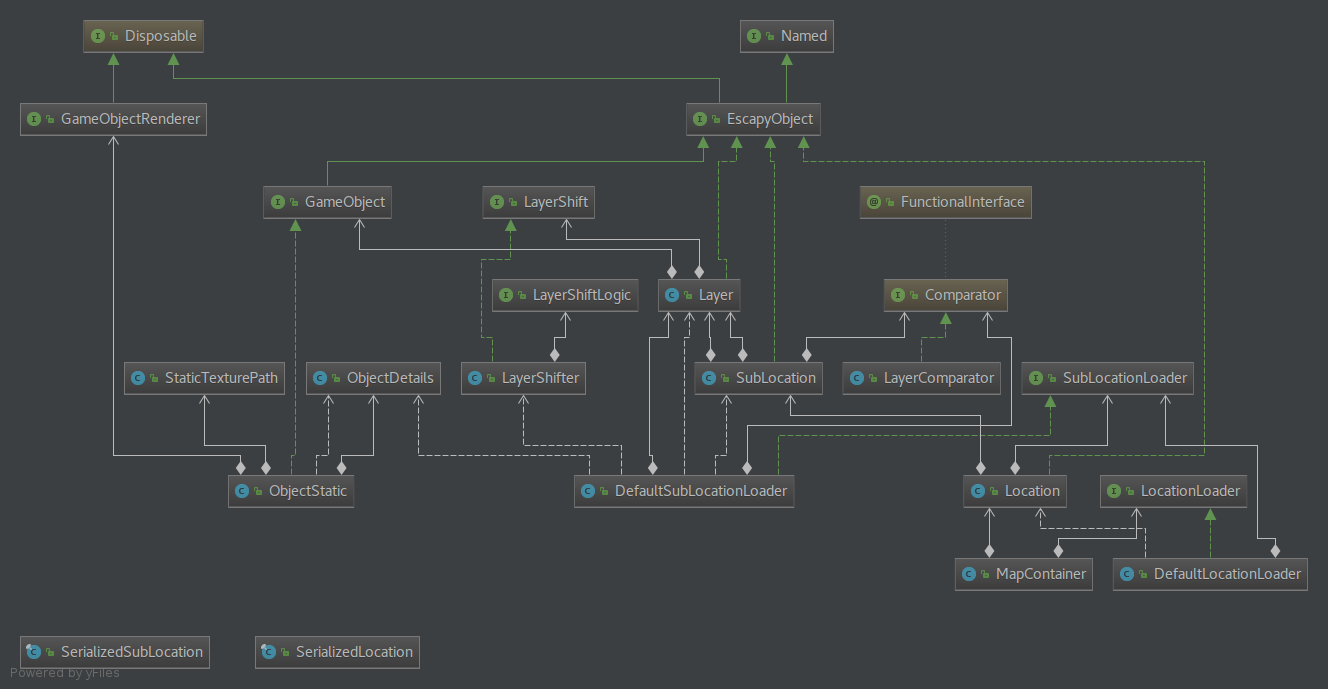 Disposable
Named
GameObjectRenderer
EscapyObject
GameObject
LayerShift
FunctionalInterface
LayerShiftLogic
Layer
Comparator
StaticTexturePath
ObjectDetails
LayerShifter
SubLocation
LayerComparator
SubLocationLoader
ObjectStatic
DefaultSubLocationLoader
Location
LocationLoader
MapContainer
DefaultLocationLoader
SerializedSubLocation
SerializedLocation
Powered by yFiles